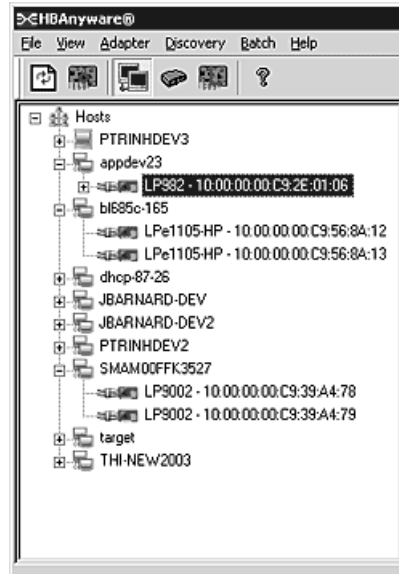 HBAnyware®
File View Adapter Discovery Batch Help
Hosts
PTRINHDEV3
appdev23
LP982 - 10:00:00:00:C9:2E:01:06
bl685c-165
LPe1105-HP - 10:00:00:00:C9:56:8A:12
LPe1105-HP - 10:00:00:00:C9:56:8A:13
dhcp-87-26
JBARNARD-DEV
JBARNARD-DEV2
PTRINHDEV2
SMAM00FFK3527
LP9002 - 10:00:00:00:C9:39:A4:78
LP9002 - 10:00:00:00:C9:39:A4:79
target
THI-NEW2003